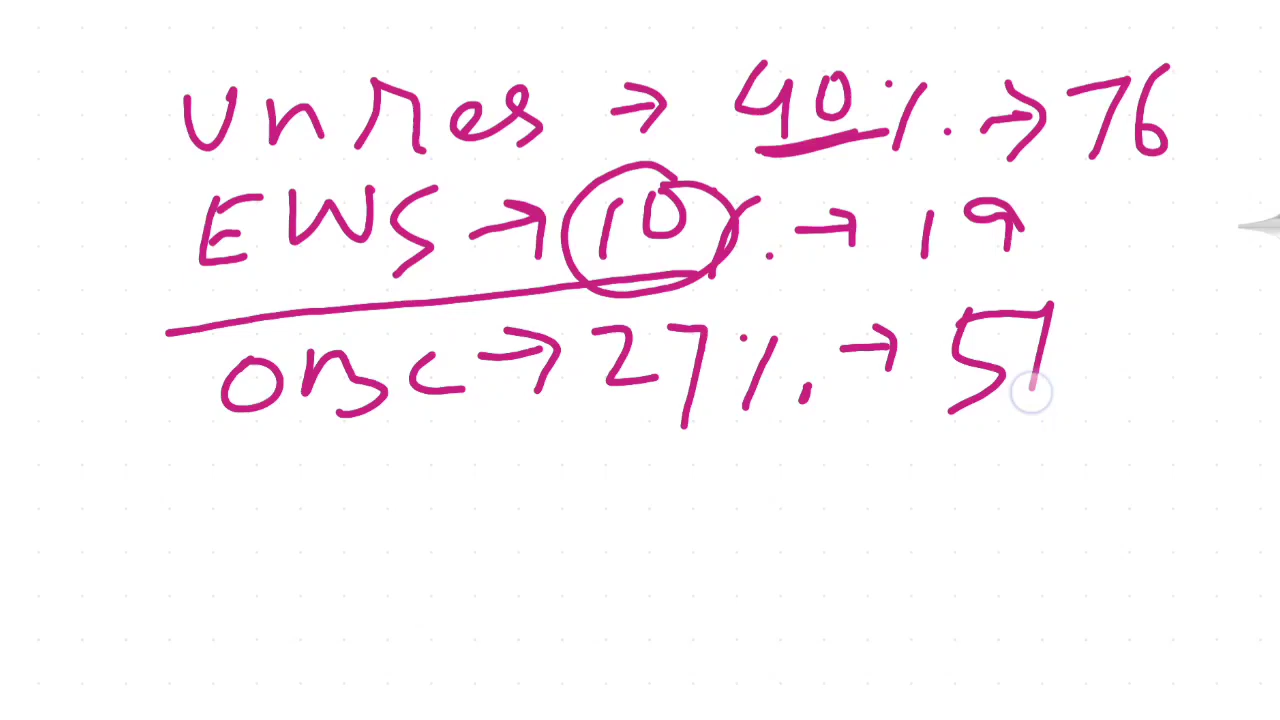 UnRes → 40%. → 76
EWS → 10%. → 19
OBC → 27%. → 51